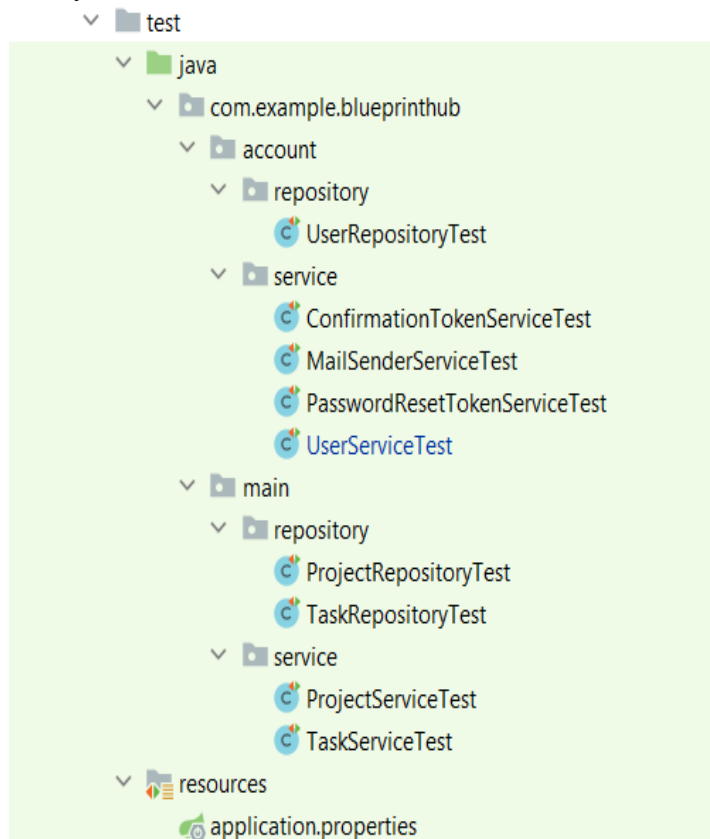 test
java
com.example.blueprinthub
account
repository
UserRepositoryTest
service
ConfirmationTokenServiceTest
MailSenderServiceTest
PasswordResetTokenServiceTest
UserServiceTest
main
repository
ProjectRepositoryTest
TaskRepositoryTest
service
ProjectServiceTest
TaskServiceTest
resources
application.properties